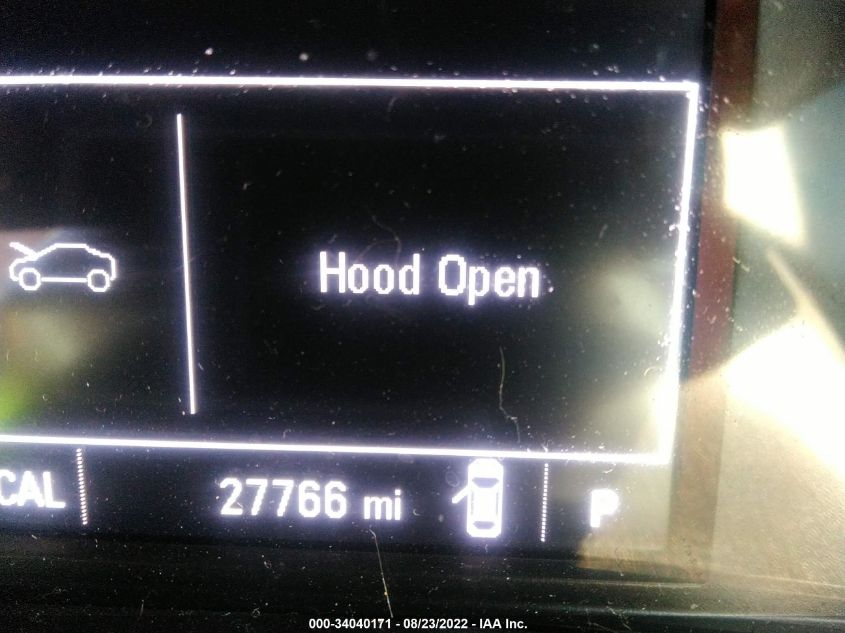 Hood Open
CAL
27766 mi
P
000-34040171 - 08/23/2022 - IAA Inc.